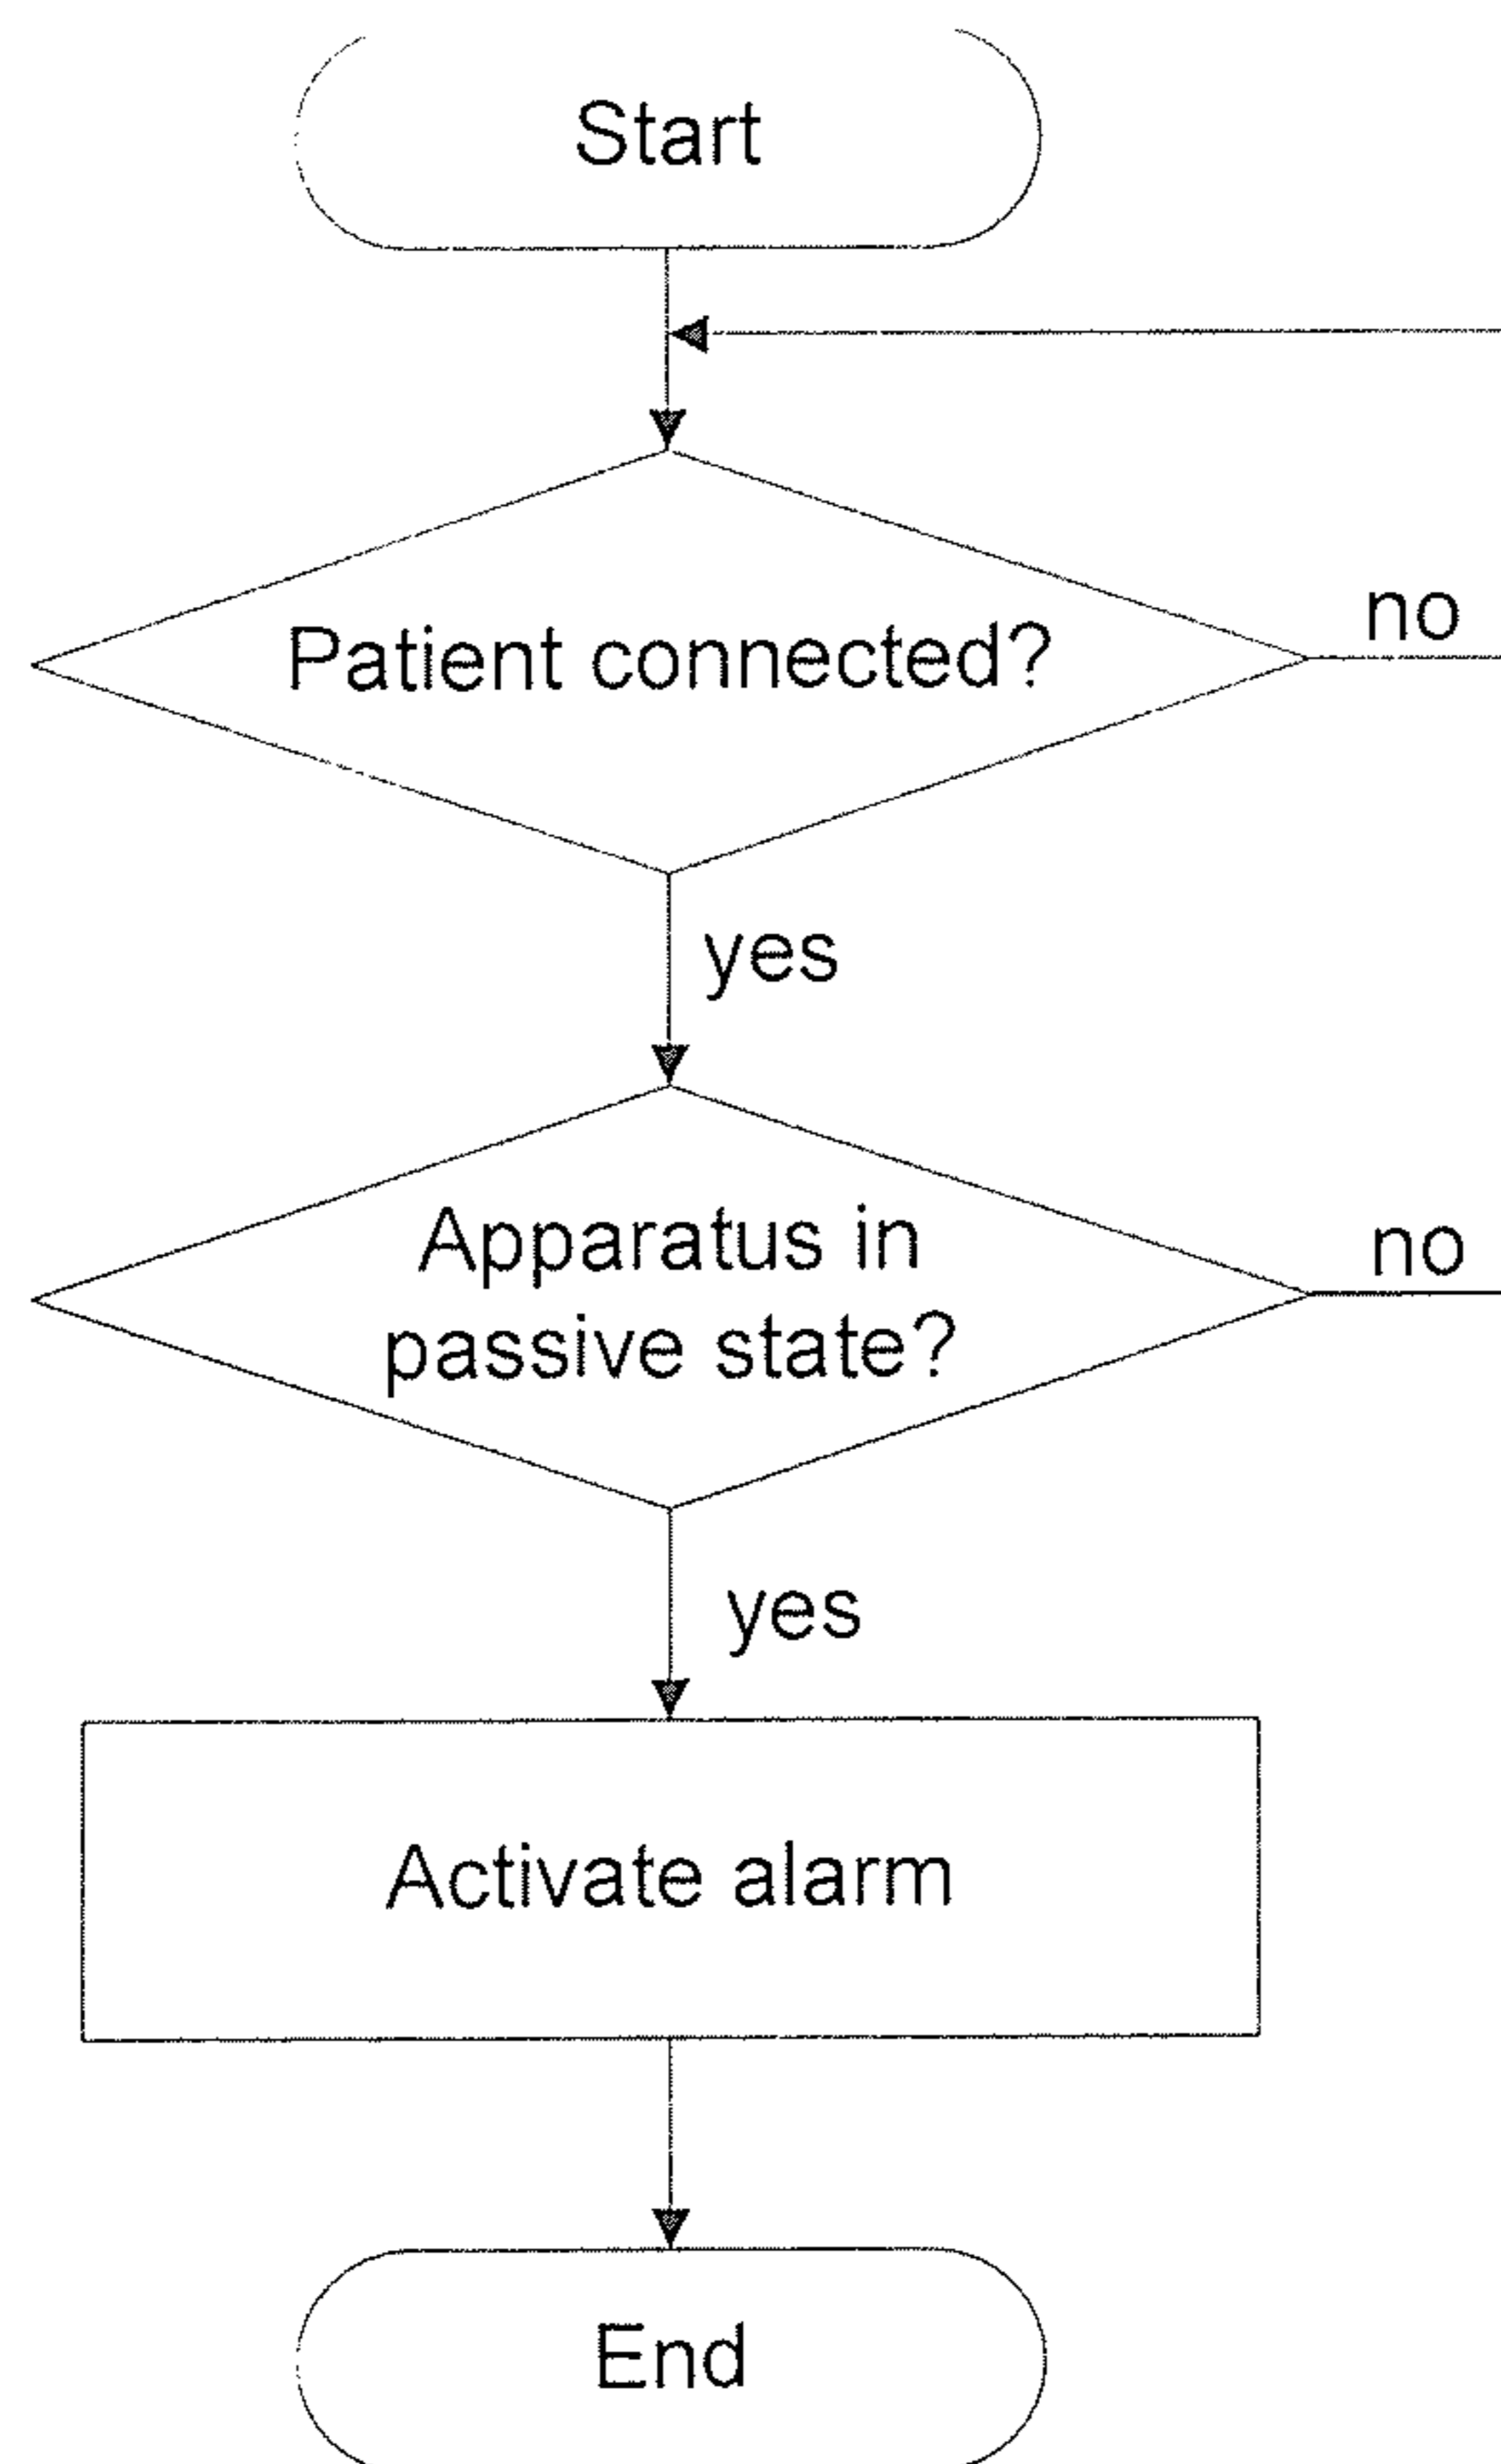 Start
Patient connected?
no
yes
Apparatus in
passive state?
no
yes
Activate alarm
End